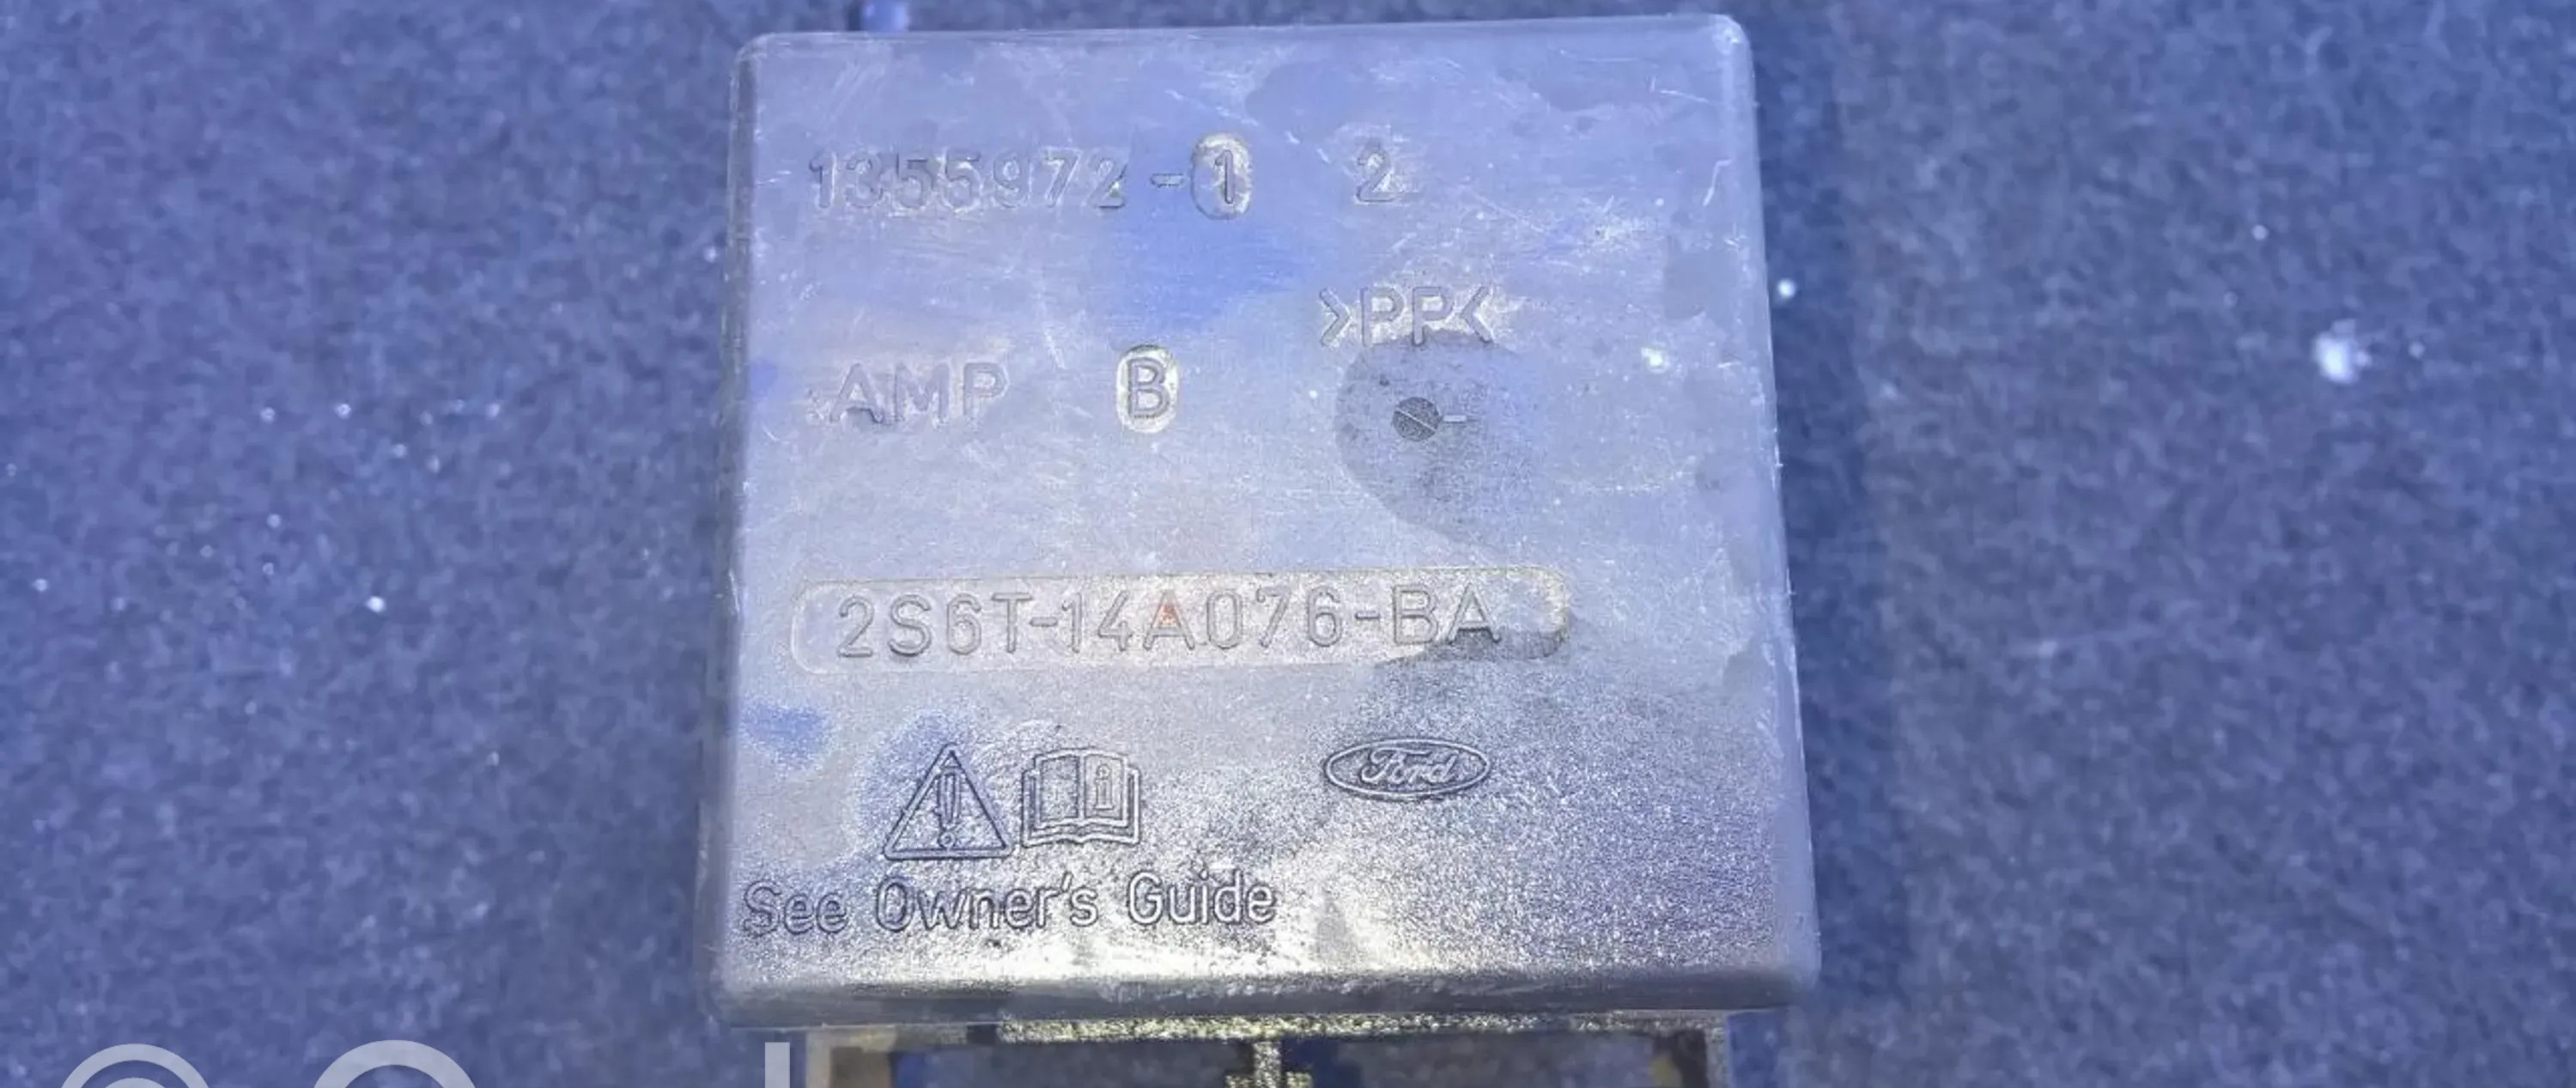 1355972-1 2
>PP<
AMP B
2S6T-14A076-BA
Ford
See Owner's Guide